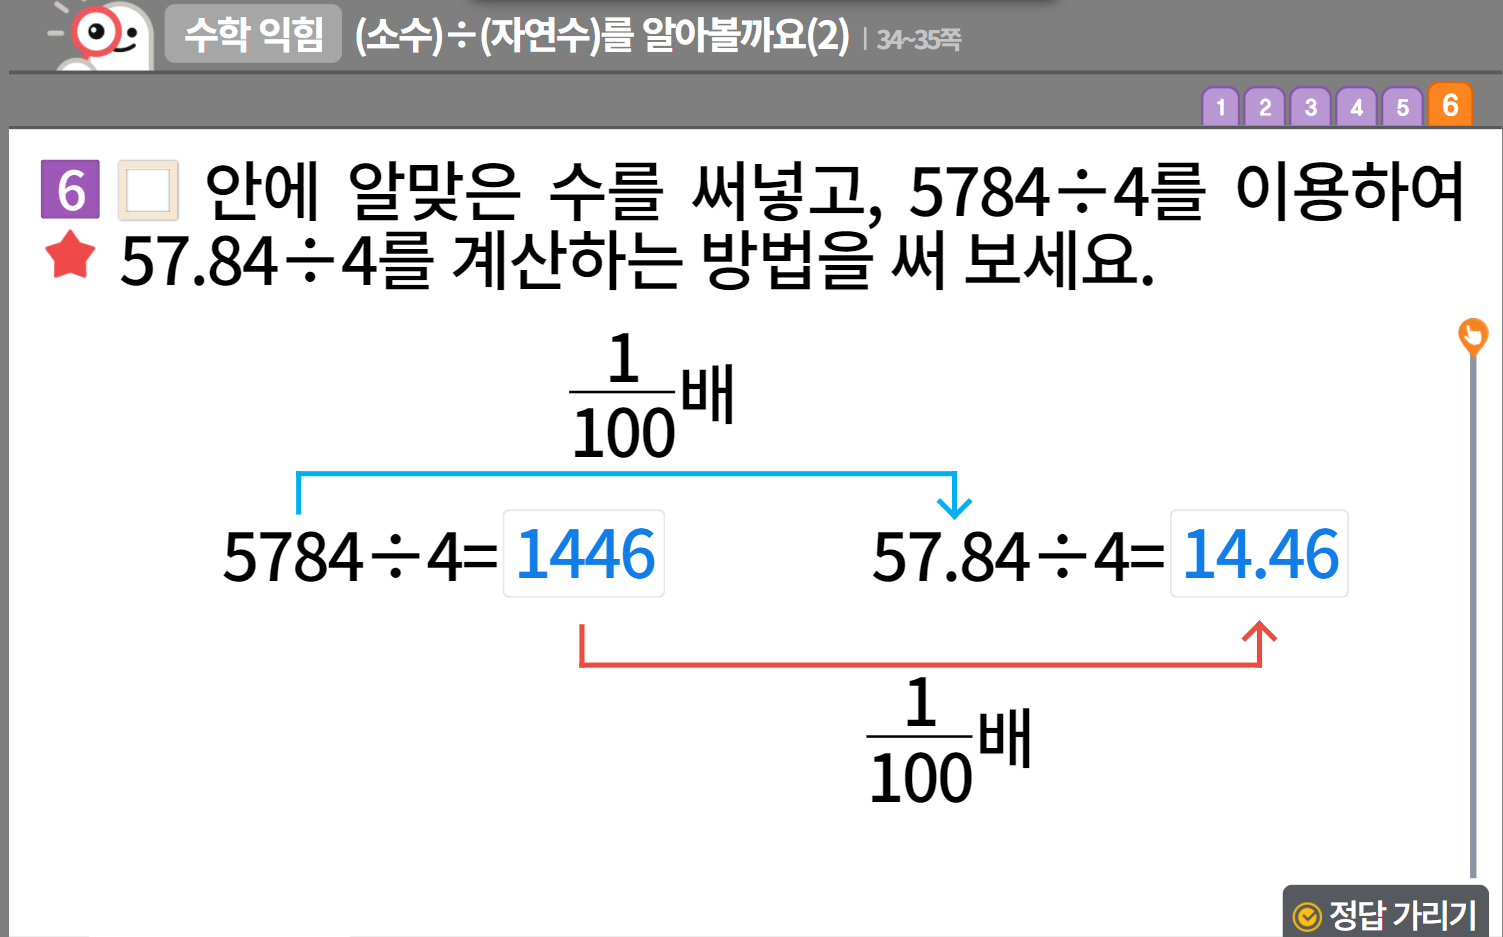 수학 익힘 (소수)÷(자연수)를 알아볼까요(2) | 34~35쪽
1 2 3 4 5 6
6 □ 안에 알맞은 수를 써넣고, 5784÷4를 이용하여
57.84÷4를 계산하는 방법을 써 보세요.
1/100배
5784÷4=1446 57.84÷4=14.46
1/100배
정답 가리기